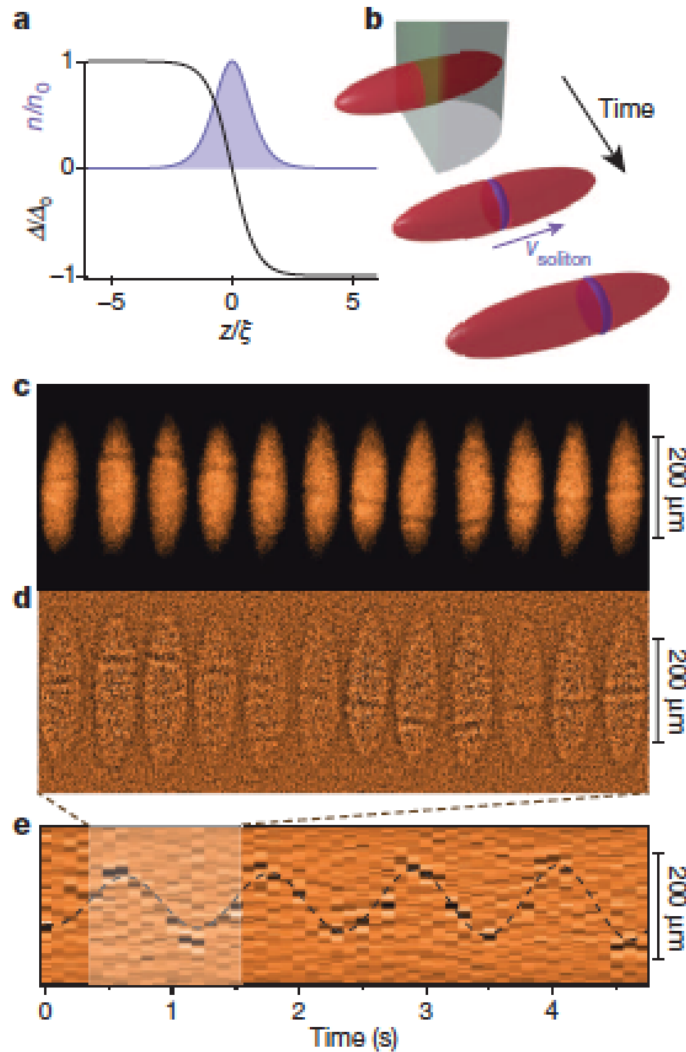 a
b
n/n₀
Δ/Δ₀
1
0
−1
−5
0
5
z/ξ
Time
Vsoliton
c
200 μm
d
200 μm
e
200 μm
0
1
2
3
4
Time (s)